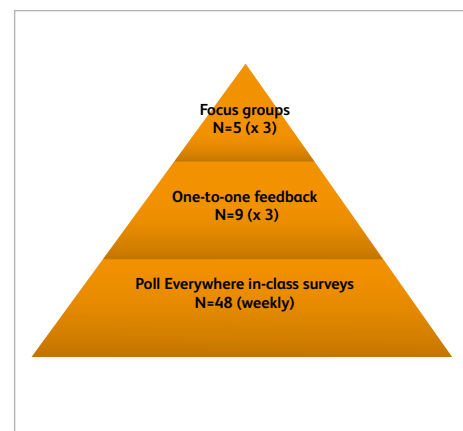 Focus groups
N=5 (x 3)
One-to-one feedback
N=9 (x 3)
Poll Everywhere in-class surveys
N=48 (weekly)